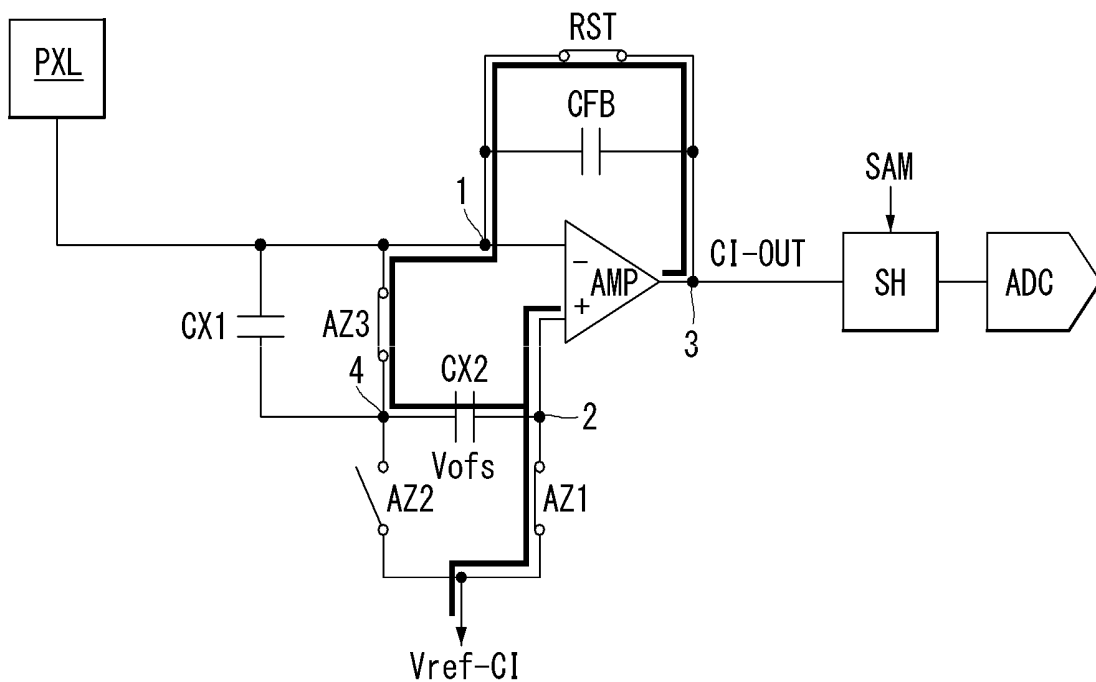 RST
PXL
CFB
SAM
1
CI-OUT
−
AMP
+
SH
ADC
CX1
AZ3
3
4
CX2
2
Vofs
AZ2
AZ1
Vref-CI